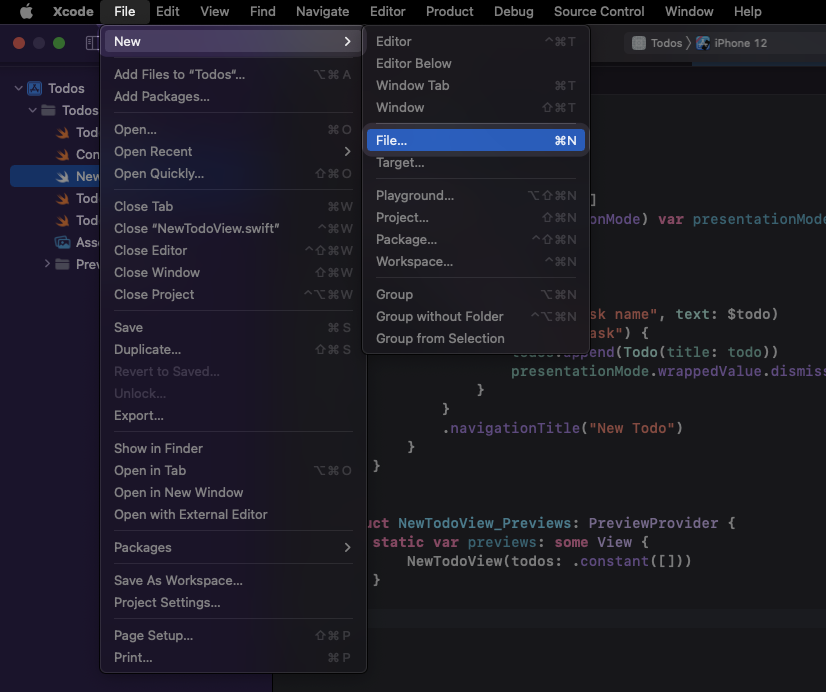 Xcode File Edit View Find Navigate Editor Product Debug Source Control Window Help
Todos 〉 iPhone 12
Todos
Todos
Tod
Con
New
Tod
Tod
Asse
Prev
New
Add Files to “Todos”... ⌥⌘A
Add Packages...
Open... ⌘O
Open Recent
Open Quickly... ⇧⌘O
Close Tab ⌘W
Close “NewTodoView.swift” ^⌘W
Close Editor ^⇧⌘W
Close Window ⇧⌘W
Close Project ^⌥⌘W
Save ⌘S
Duplicate... ⇧⌘S
Revert to Saved...
Unlock...
Export...
Show in Finder
Open in Tab ⌥⌘O
Open in New Window
Open with External Editor
Packages
Save As Workspace...
Project Settings...
Page Setup... ⇧⌘P
Print... ⌘P
Editor ^⌘T
Editor Below
Window Tab ⌘T
Window ⇧⌘T
File... ⌘N
Target...
Playground... ⌥⇧⌘N
Project... ⇧⌘N
Package... ^⇧⌘N
Workspace... ^⌘N
Group ⌥⌘N
Group without Folder ^⌥⌘N
Group from Selection
]
onMode) var presentationMode
sk name", text: $todo)
ask") {
todos.append(Todo(title: todo))
presentationMode.wrappedValue.dismiss
}
}
.navigationTitle("New Todo")
}
}
uct NewTodoView_Previews: PreviewProvider {
static var previews: some View {
NewTodoView(todos: .constant([]))
}